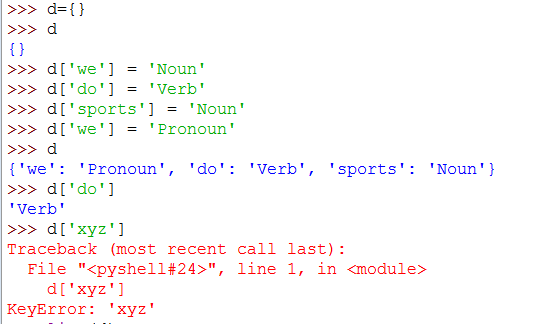 >>> d={}
>>> d
{}
>>> d['we'] = 'Noun'
>>> d['do'] = 'Verb'
>>> d['sports'] = 'Noun'
>>> d['we'] = 'Pronoun'
>>> d
{'we': 'Pronoun', 'do': 'Verb', 'sports': 'Noun'}
>>> d['do']
'Verb'
>>> d['xyz']
Traceback (most recent call last):
  File "<pyshell#24>", line 1, in <module>
    d['xyz']
KeyError: 'xyz'